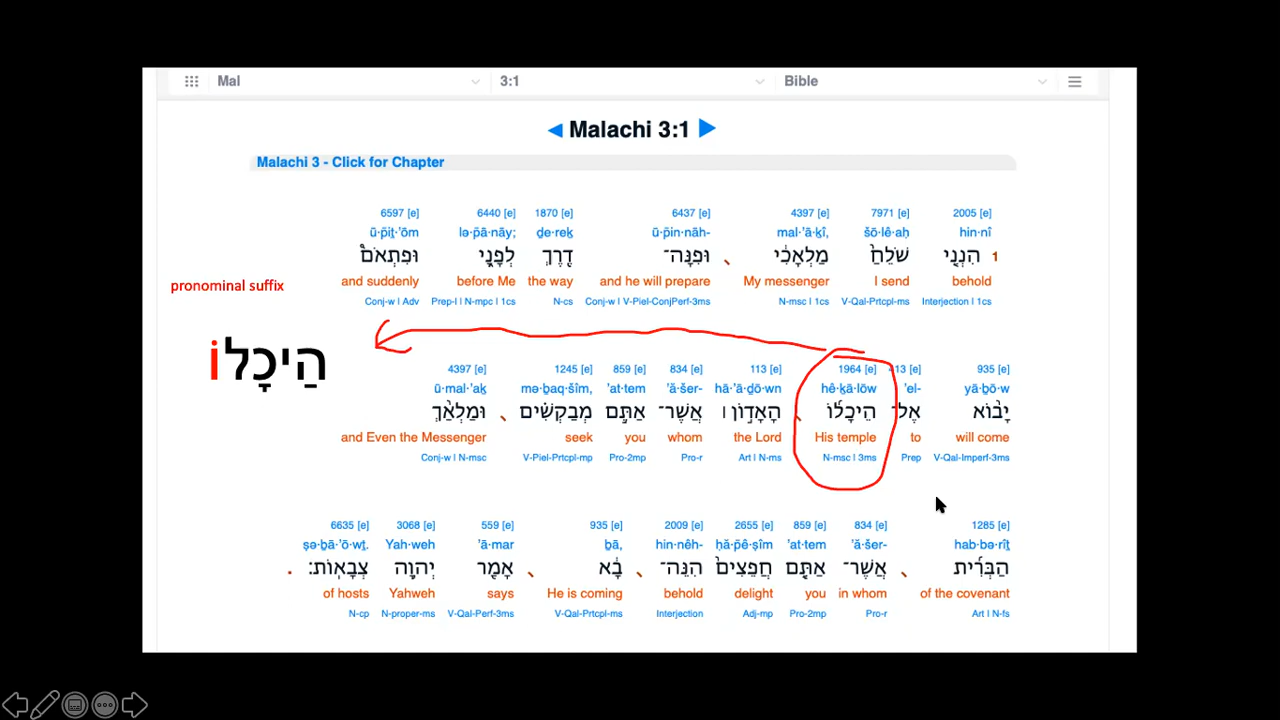 Mal 3:1 Bible
◄ Malachi 3:1 ►
Malachi 3 - Click for Chapter
2005 [e] 7971 [e] 4397 [e] 6437 [e] 1870 [e] 6440 [e] 6597 [e]
hin·nî šō·lê·aḥ mal·’ā·ḵî, ū·p̄in·nāh- ḏe·reḵ lə·p̄ā·nāy; ū·p̄iṯ·’ōm
1 הִנְנִ֤י שֹׁלֵחַ֙ מַלְאָכִ֔י 、 וּפִנָּה־ דֶ֖רֶךְ לְפָנָ֑י וּפִתְאֹם֩
behold I send My messenger and he will prepare the way before Me and suddenly
Interjection | 1cs V-Qal-Prtcpl-ms N-msc | 1cs Conj-w | V-Piel-ConjPerf-3ms N-cs Prep-l | N-mpc | 1cs Conj-w | Adv
pronominal suffix
הַיכָלוֹ
935 [e] 413 [e] 1964 [e] 113 [e] 834 [e] 859 [e] 1245 [e] 4397 [e]
yā·ḇō·w ’el- hê·ḵā·lōw hā·’ā·ḏō·wn ’ă·šer- ’at·tem mə·ḇaq·šîm, ū·mal·’aḵ
יָב֨וֹא אֶל־ הֵיכָל֜וֹ 、 הָאָד֣וֹן ׀ אֲשֶׁר־ אַתֶּ֣ם מְבַקְשִׁ֗ים 、 וּמַלְאַ֨ךְ
will come to His temple the Lord whom you seek and Even the Messenger
V-Qal-Imperf-3ms Prep N-msc | 3ms Art | N-ms Pro-r Pro-2mp V-Piel-Prtcpl-mp Conj-w | N-msc
1285 [e] 834 [e] 859 [e] 2655 [e] 2009 [e] 935 [e] 559 [e] 3068 [e] 6635 [e]
hab·bə·rîṯ ’ă·šer- ’at·tem ḥă·p̄ê·ṣîm hin·nêh- ḇā, ’ā·mar Yah·weh ṣə·ḇā·’ō·wṯ.
הַבְּרִ֜ית 、 אֲשֶׁר־ אַתֶּ֤ם חֲפֵצִים֙ הִנֵּה־ 、 בָ֔א 、 אָמַ֖ר יְהוָ֥ה צְבָאֽוֹת׃ .
of the covenant in whom you delight behold He is coming says Yahweh of hosts
Art | N-fs Pro-r Pro-2mp Adj-mp Interjection V-Qal-Prtcpl-ms V-Qal-Perf-3ms N-proper-ms N-cp